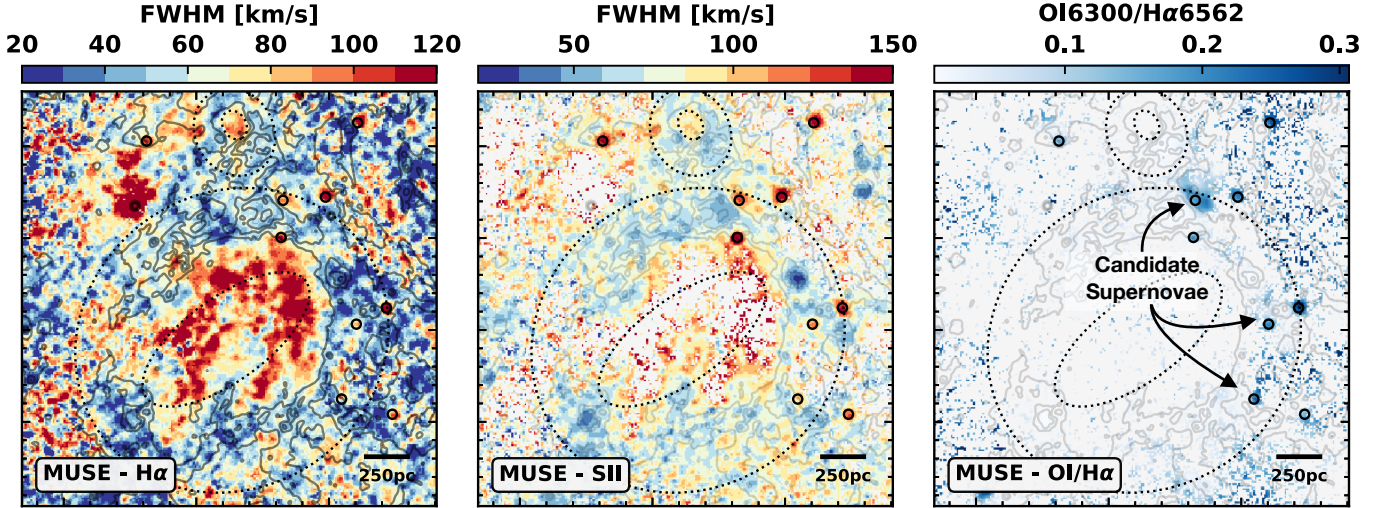 FWHM [km/s]
20 40 60 80 100 120
MUSE - Hα
250pc
FWHM [km/s]
50 100 150
MUSE - SII
250pc
OI6300/Hα6562
0.1 0.2 0.3
Candidate
Supernovae
MUSE - OI/Hα
250pc